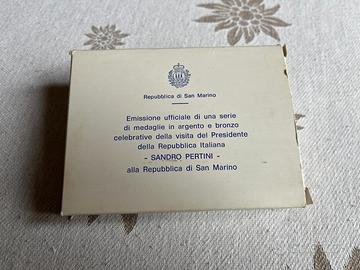 Repubblica di San Marino
Emissione ufficiale di una serie
di medaglie in argento e bronzo
celebrative della visita del Presidente
della Repubblica Italiana
- SANDRO PERTINI -
alla Repubblica di San Marino